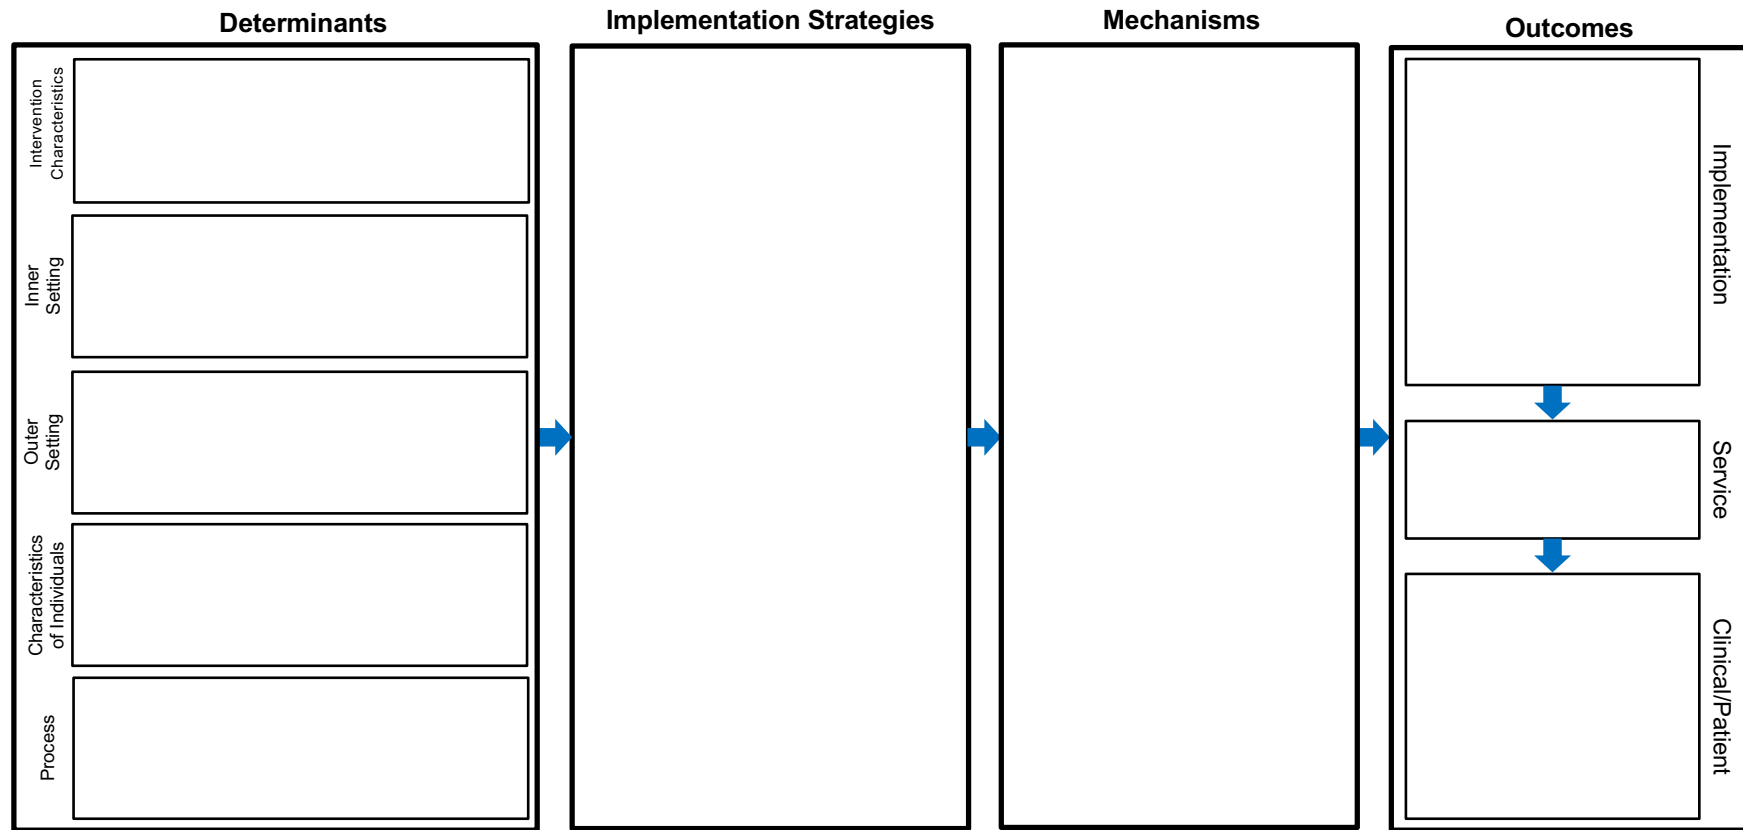 Determinants
Implementation Strategies
Mechanisms
Outcomes
Intervention
Characteristics
Inner
Setting
Outer
Setting
Characteristics
of Individuals
Process
Implementation
Service
Clinical/Patient